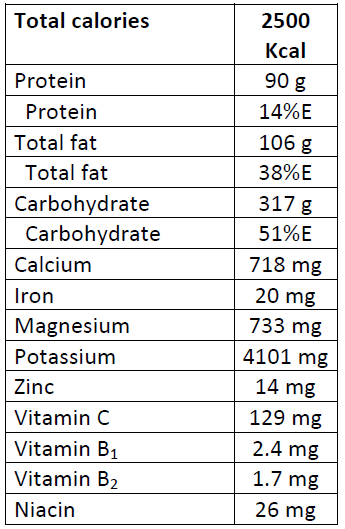 Total calories 2500
Kcal
Protein 90 g
Protein 14%E
Total fat 106 g
Total fat 38%E
Carbohydrate 317 g
Carbohydrate 51%E
Calcium 718 mg
Iron 20 mg
Magnesium 733 mg
Potassium 4101 mg
Zinc 14 mg
Vitamin C 129 mg
Vitamin B₁ 2.4 mg
Vitamin B₂ 1.7 mg
Niacin 26 mg